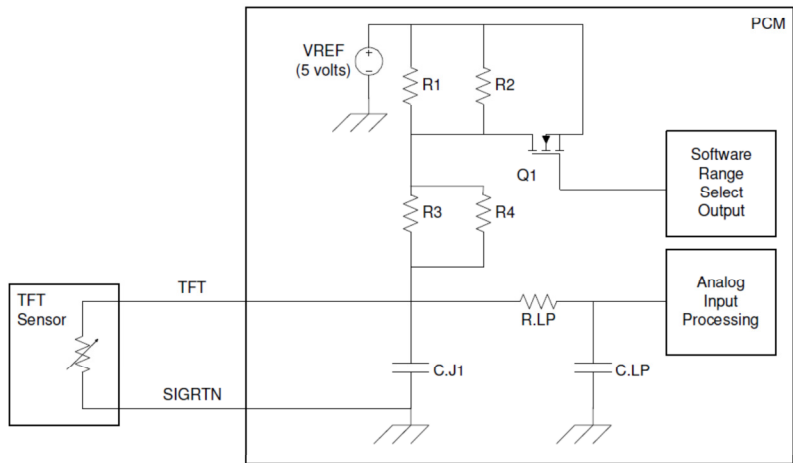 PCM
VREF
(5 volts)
R1
R2
Q1
Software
Range
Select
Output
R3
R4
TFT
Sensor
TFT
R.LP
Analog
Input
Processing
C.J1
C.LP
SIGRTN